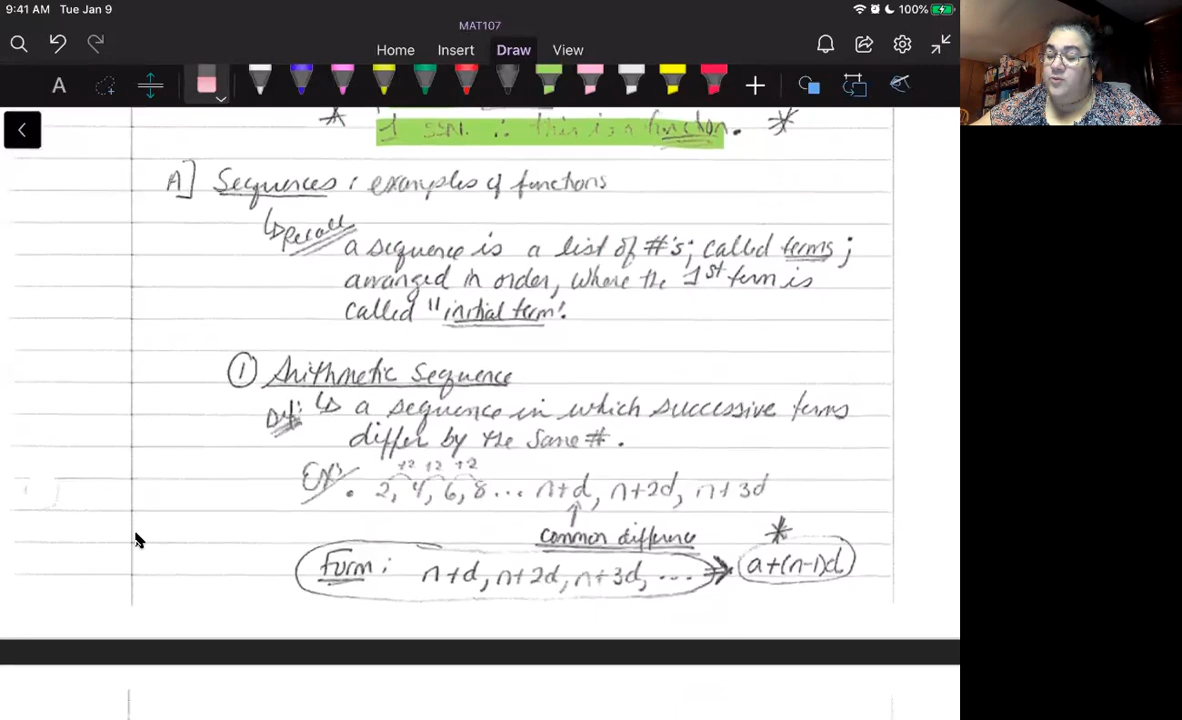 9:41 AM Tue Jan 9
100%
MAT107
Home Insert Draw View
1 SSN. ∴ this is a function.
A] Sequences: examples of functions
↳ Recall
a sequence is a list of #'s; called terms;
arranged in order, where the 1st term is
called "initial term".
① Arithmetic Sequence
Def: ↳ a sequence in which successive terms
differ by the same #.
+2 +2 +2
Ex: 2, 4, 6, 8... n+d, n+2d, n+3d
↑
common difference
*
Form: n+d, n+2d, n+3d, ... → a+(n-1)d